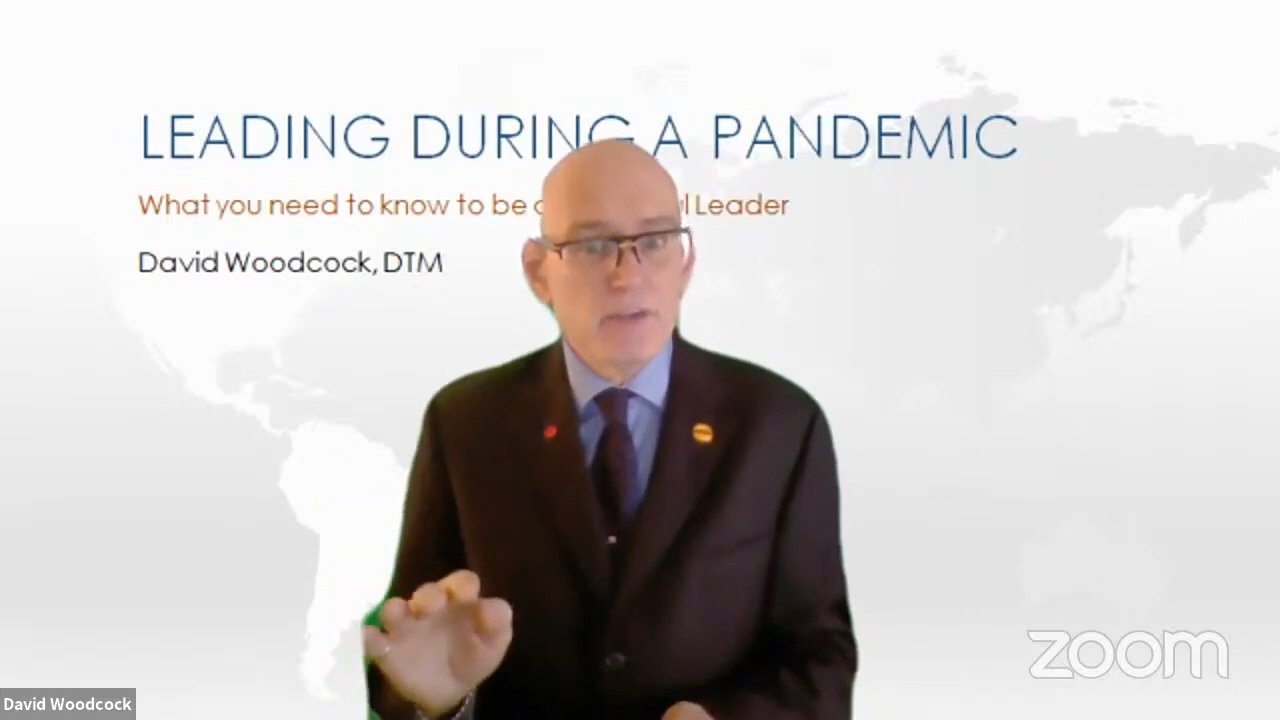 LEADING DURING A PANDEMIC
What you need to know to be Leader
David Woodcock, DTM
zoom
David Woodcock